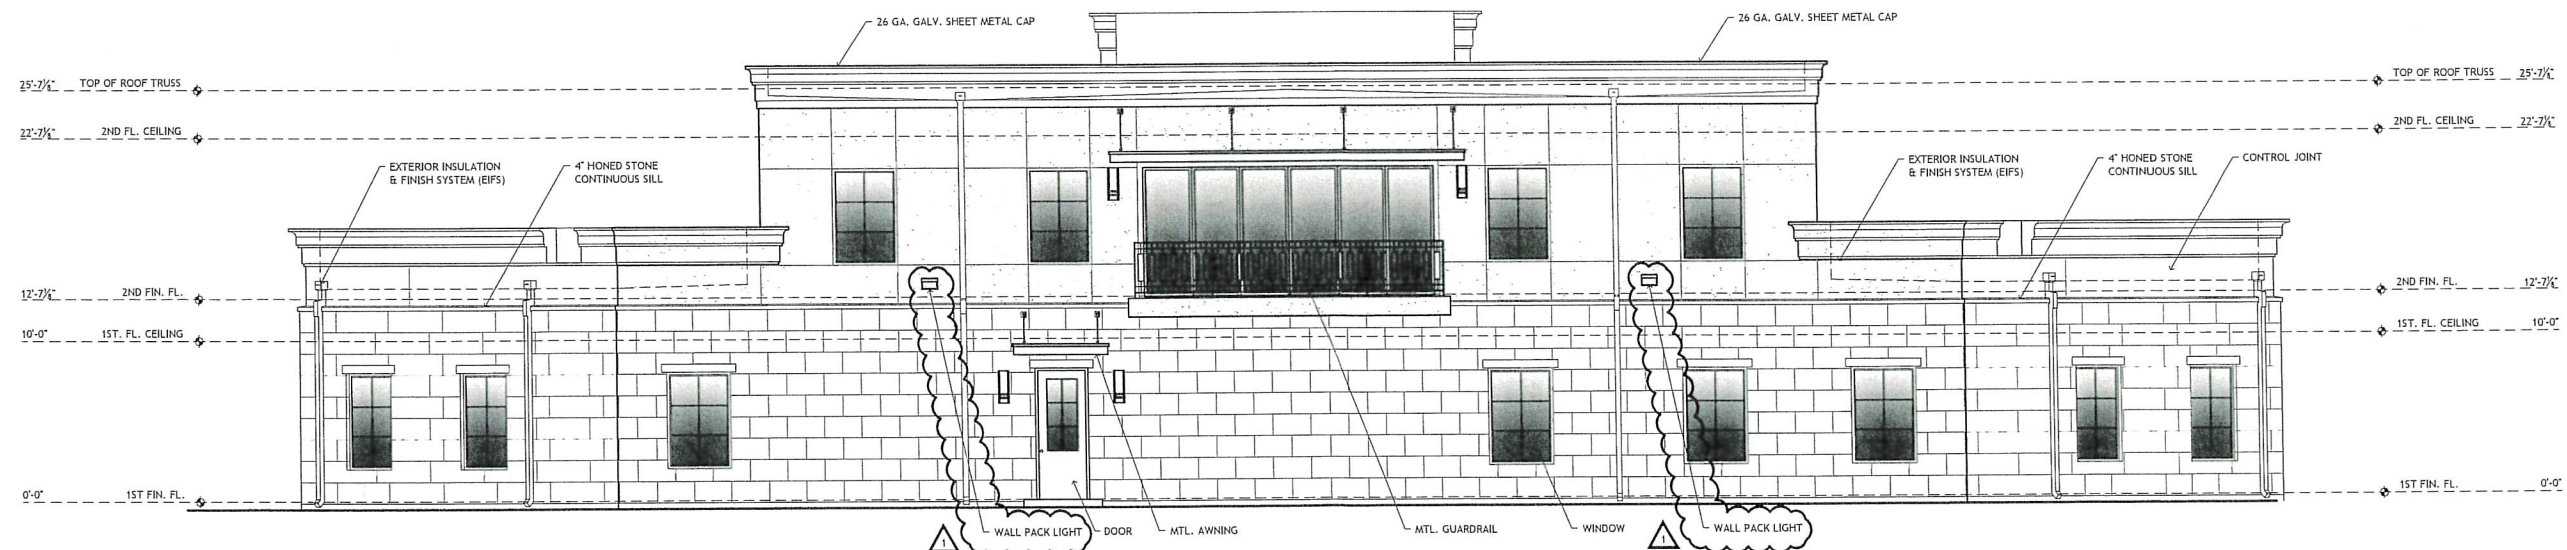 26 GA. GALV. SHEET METAL CAP
26 GA. GALV. SHEET METAL CAP
25'-7⅛"
TOP OF ROOF TRUSS
TOP OF ROOF TRUSS
25'-7⅛"
22'-7⅛"
2ND FL. CEILING
2ND FL. CEILING
22'-7⅛"
EXTERIOR INSULATION
& FINISH SYSTEM (EIFS)
4" HONED STONE
CONTINUOUS SILL
EXTERIOR INSULATION
& FINISH SYSTEM (EIFS)
4" HONED STONE
CONTINUOUS SILL
CONTROL JOINT
12'-7⅛"
2ND FIN. FL.
2ND FIN. FL.
12'-7⅛"
10'-0"
1ST. FL. CEILING
1ST. FL. CEILING
10'-0"
0'-0"
1ST FIN. FL.
1ST FIN. FL.
0'-0"
1
WALL PACK LIGHT
DOOR
MTL. AWNING
MTL. GUARDRAIL
WINDOW
1
WALL PACK LIGHT